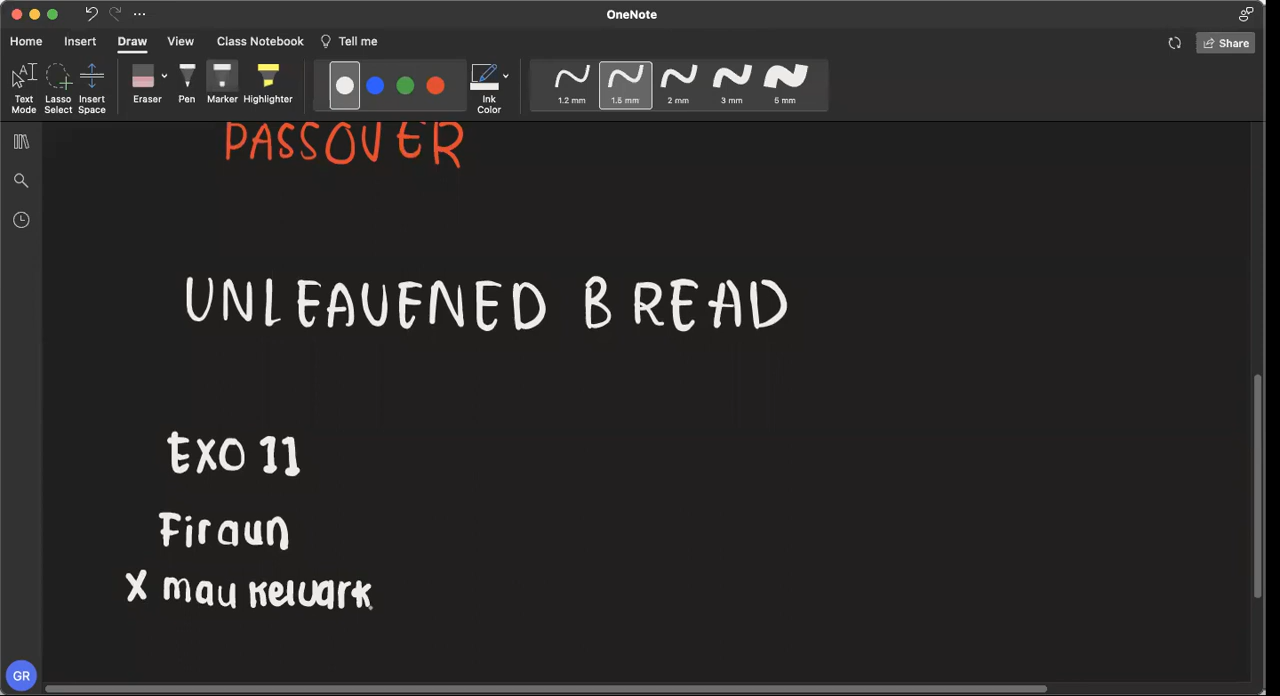 OneNote
Home Insert Draw View Class Notebook Tell me Share
Text Mode Lasso Select Insert Space Eraser Pen Marker Highlighter Ink Color 1.2 mm 1.5 mm 2 mm 3 mm 5 mm
PASSOVER
UNLEAVENED BREAD
EXO 11
Firaun
X mau keluark
GR